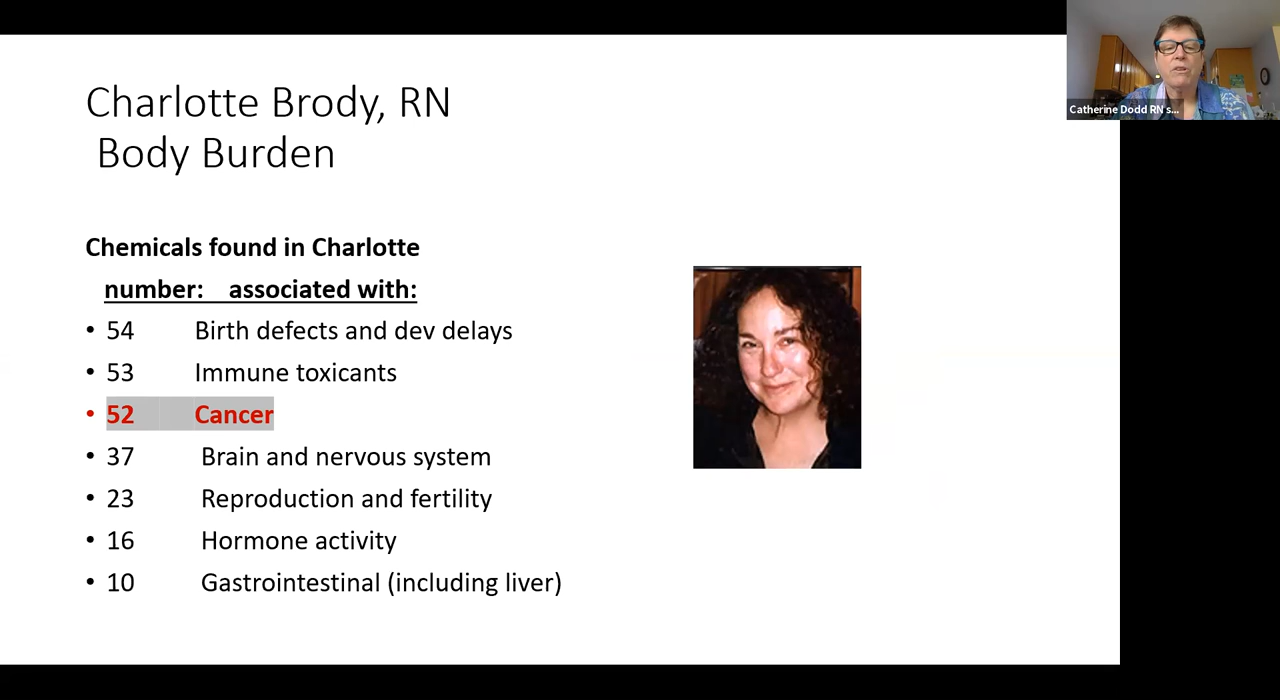 Charlotte Brody, RN
Body Burden
Chemicals found in Charlotte
number: associated with:
• 54 Birth defects and dev delays
• 53 Immune toxicants
• 52 Cancer
• 37 Brain and nervous system
• 23 Reproduction and fertility
• 16 Hormone activity
• 10 Gastrointestinal (including liver)
Catherine Dodd RN s...